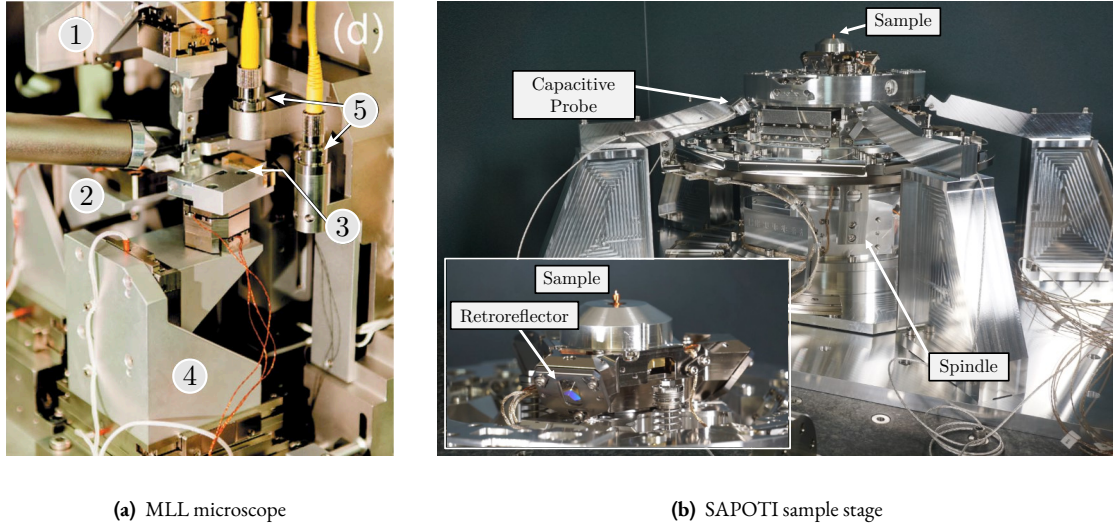 1
(d)
5
2
3
4
Sample
Capacitive
Probe
Sample
Retroreflector
Spindle
(a) MLL microscope
(b) SAPOTI sample stage